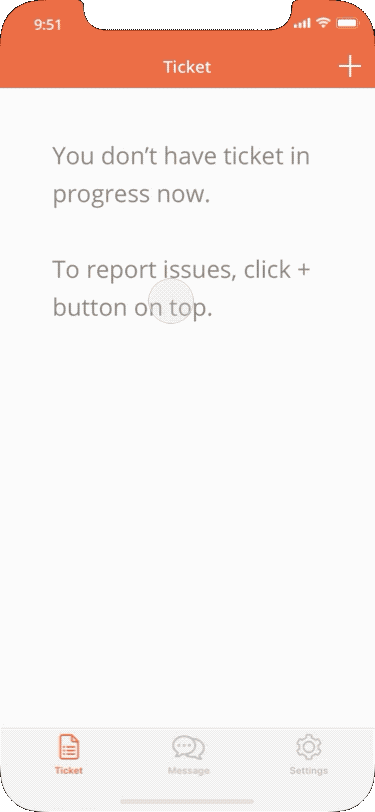 9:51
Ticket
You don’t have ticket in
progress now.
To report issues, click +
button on top.
Ticket
Message
Settings